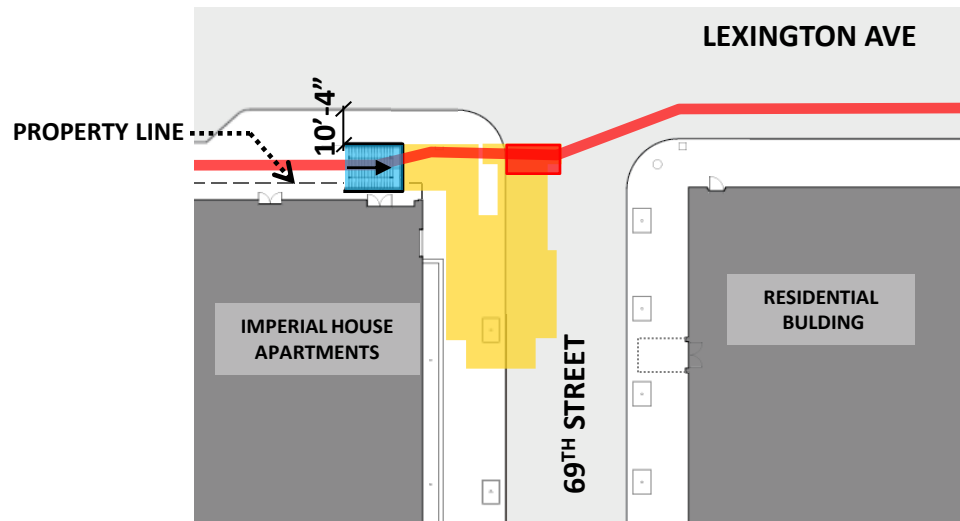 LEXINGTON AVE
10’-4”
PROPERTY LINE
IMPERIAL HOUSE
APARTMENTS
RESIDENTIAL
BULDING
69TH STREET